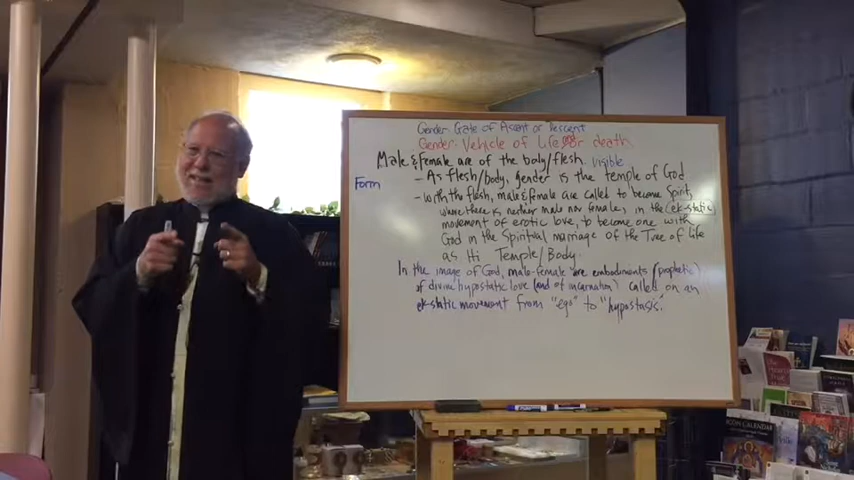 Gender: Gate of Ascent or Descent
Gender: Vehicle of Life or death
Male & Female are of the body/flesh visible
Form
- As flesh/body, gender is the temple of God
- With the flesh, male & female are called to become Spirit,
where there is neither male nor female, in the (ek-static
movement of erotic love, to become one with
God in the Spiritual marriage of the Tree of Life
as Hi Temple/Body
In the image of God, male-female are embodiments (prophetic)
of divine hypostatic love (and of incarnation) called on an
ek-static movement from "ego" to "hypostasis".
ICON CALENDAR